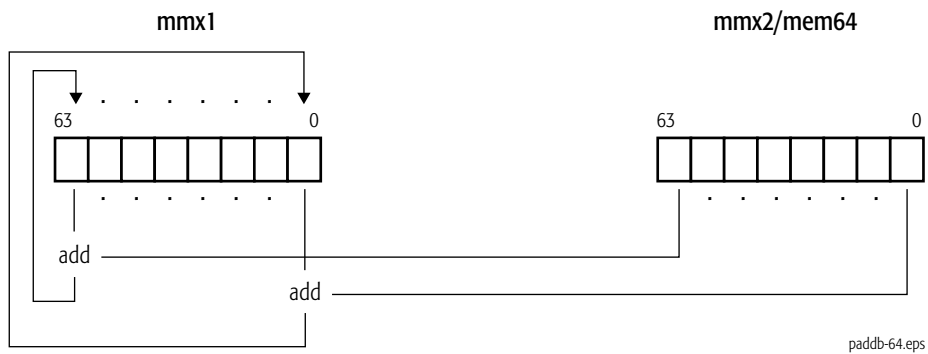 mmx1 mmx2/mem64
. . . . . .
63 0 63 0
. . . . . . . . . . . .
add
add
paddb-64.eps